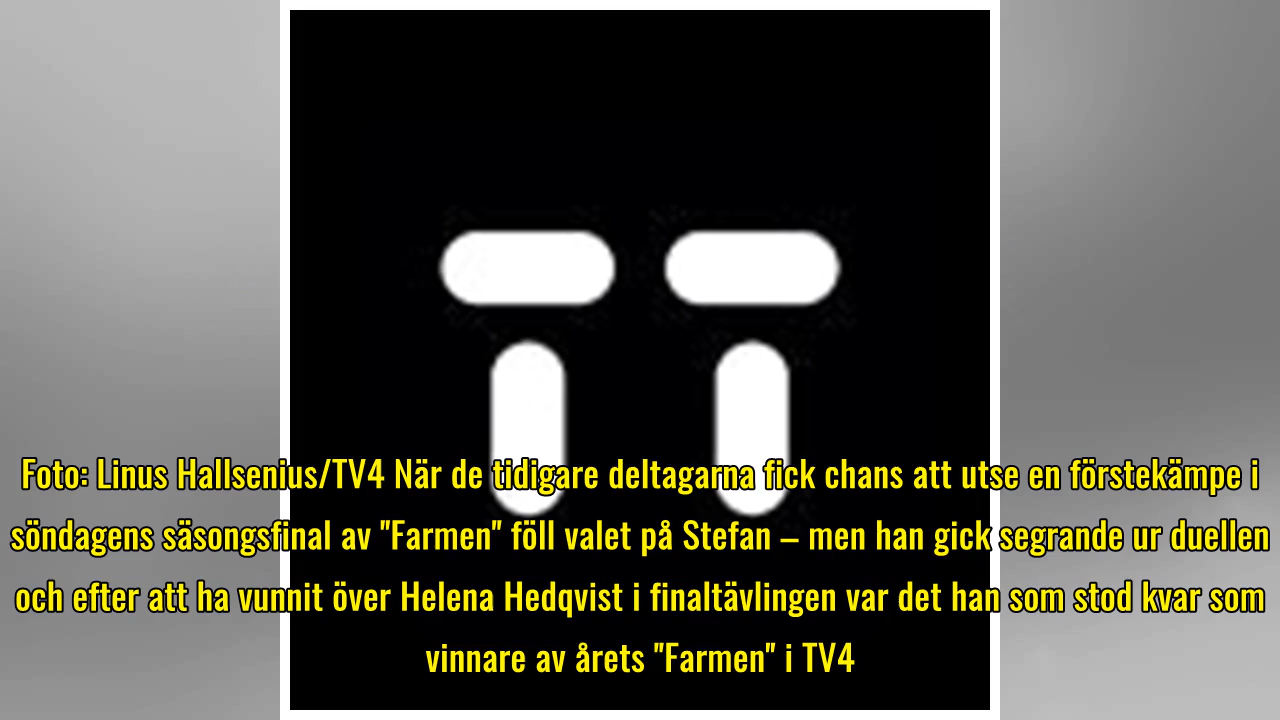 TT
Foto: Linus Hallsenius/TV4 När de tidigare deltagarna fick chans att utse en förstekämpe i
söndagens säsongsfinal av "Farmen" föll valet på Stefan – men han gick segrande ur duellen
och efter att ha vunnit över Helena Hedqvist i finaltävlingen var det han som stod kvar som
vinnare av årets "Farmen" i TV4